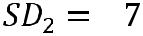 SD₂ = 7